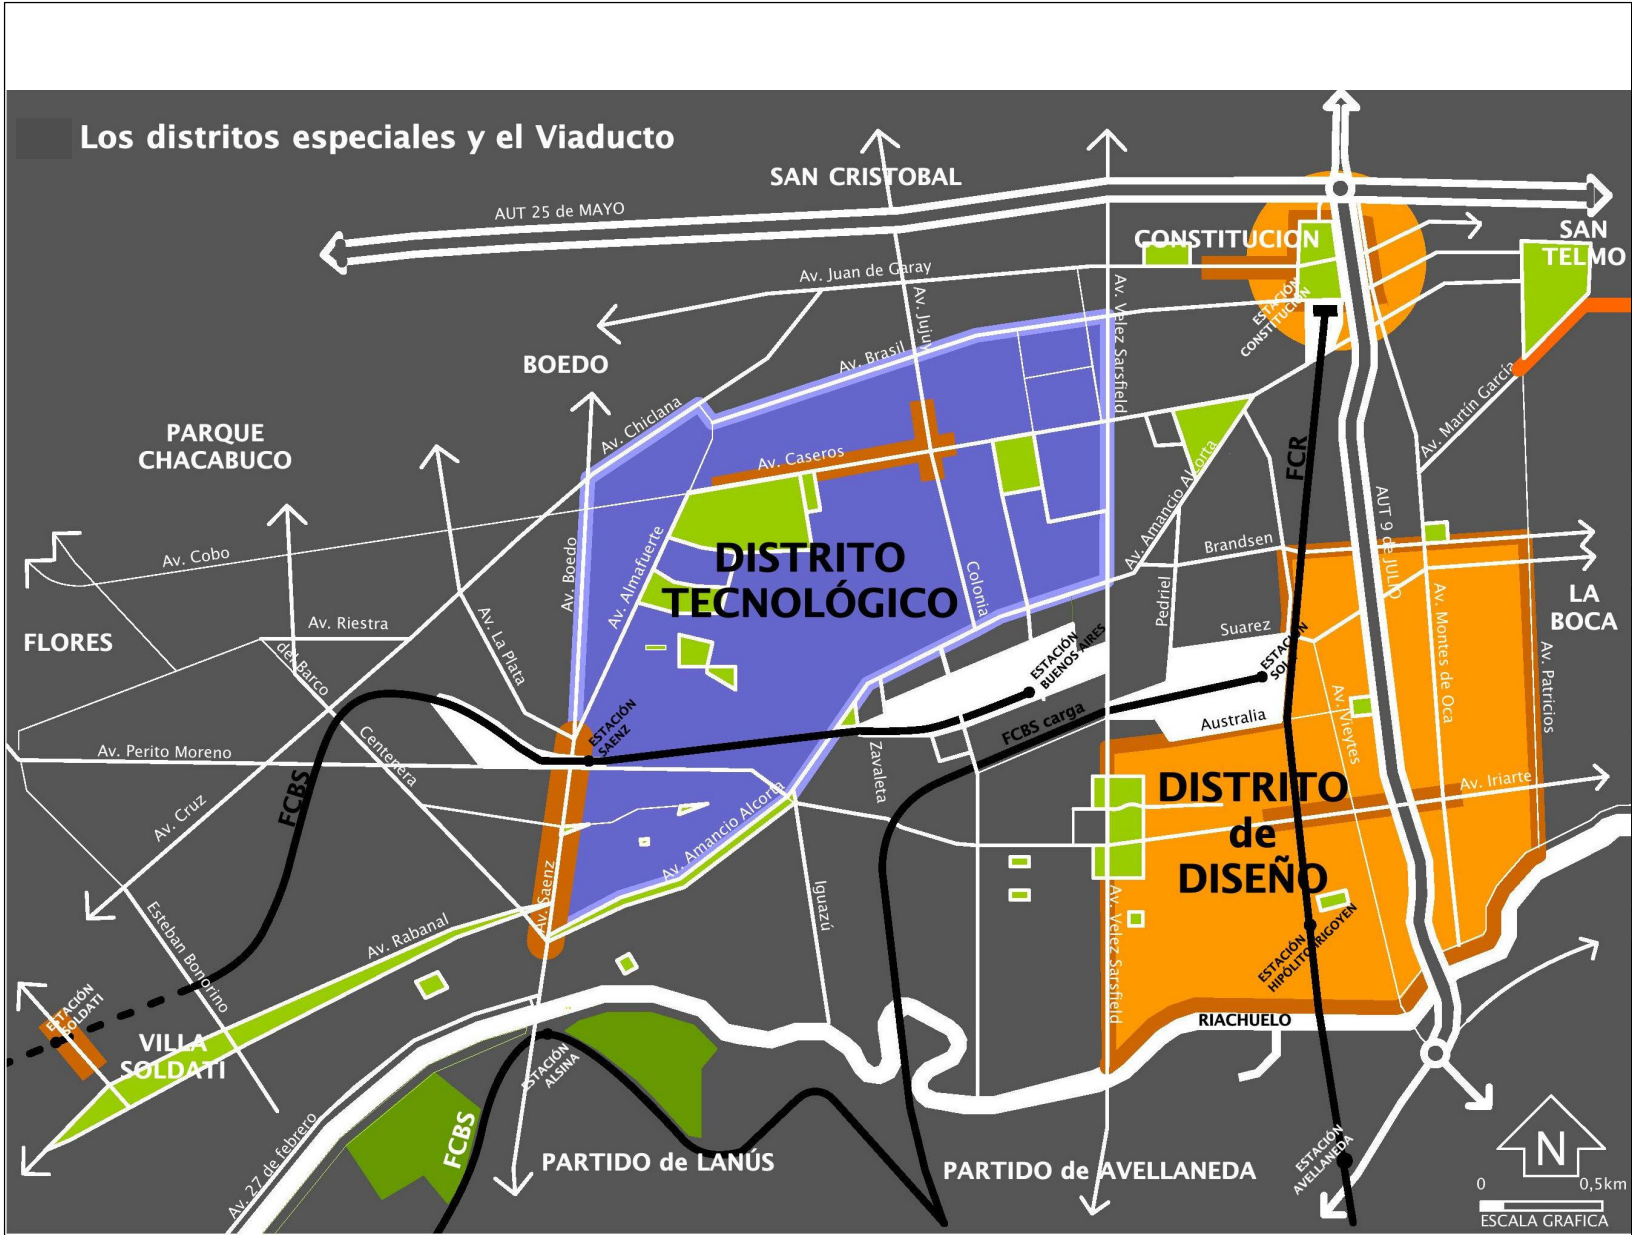 Los distritos especiales y el Viaducto
SAN CRISTOBAL
AUT 25 de MAYO
CONSTITUCION
SAN
TELMO
Av. Juan de Garay
Av. Jujuy
Av. Velez Sarsfield
ESTACIÓN
CONSTITUCIÓN
BOEDO
Av. Brasil
Av. Chiclana
Av. Martín García
PARQUE
CHACABUCO
Av. Caseros
FCR
Av. Amancio Alcorta
AUT 9 de JULIO
Av. Cobo
Av. Boedo
Av. Almafuerte
DISTRITO
TECNOLÓGICO
Colonia
Brandsen
Pedriel
LA
BOCA
FLORES
Av. Riestra
del Barco
Av. La Plata
Suarez
Av. Montes de Oca
Av. Patricios
ESTACIÓN
BUENOS AIRES
ESTACIÓN
SOLA
ESTACIÓN
SAENZ
Av. Perito Moreno
Centenera
FCBS
Av. Cruz
FCBS carga
Australia
Av. Vieytes
Zavaleta
DISTRITO
de
DISEÑO
Av. Iriarte
Av. Amancio Alcorta
Av. Saenz
Iguazú
Av. Velez Sarsfield
Esteban Bonorino
Av. Rabanal
ESTACIÓN
HIPÓLITO IRIGOYEN
ESTACIÓN
SOLDATI
VILLA
SOLDATI
RIACHUELO
ESTACIÓN
ALSINA
FCBS
Av. 27 de febrero
PARTIDO de LANÚS
PARTIDO de AVELLANEDA
ESTACIÓN
AVELLANEDA
N
0 0,5km
ESCALA GRAFICA